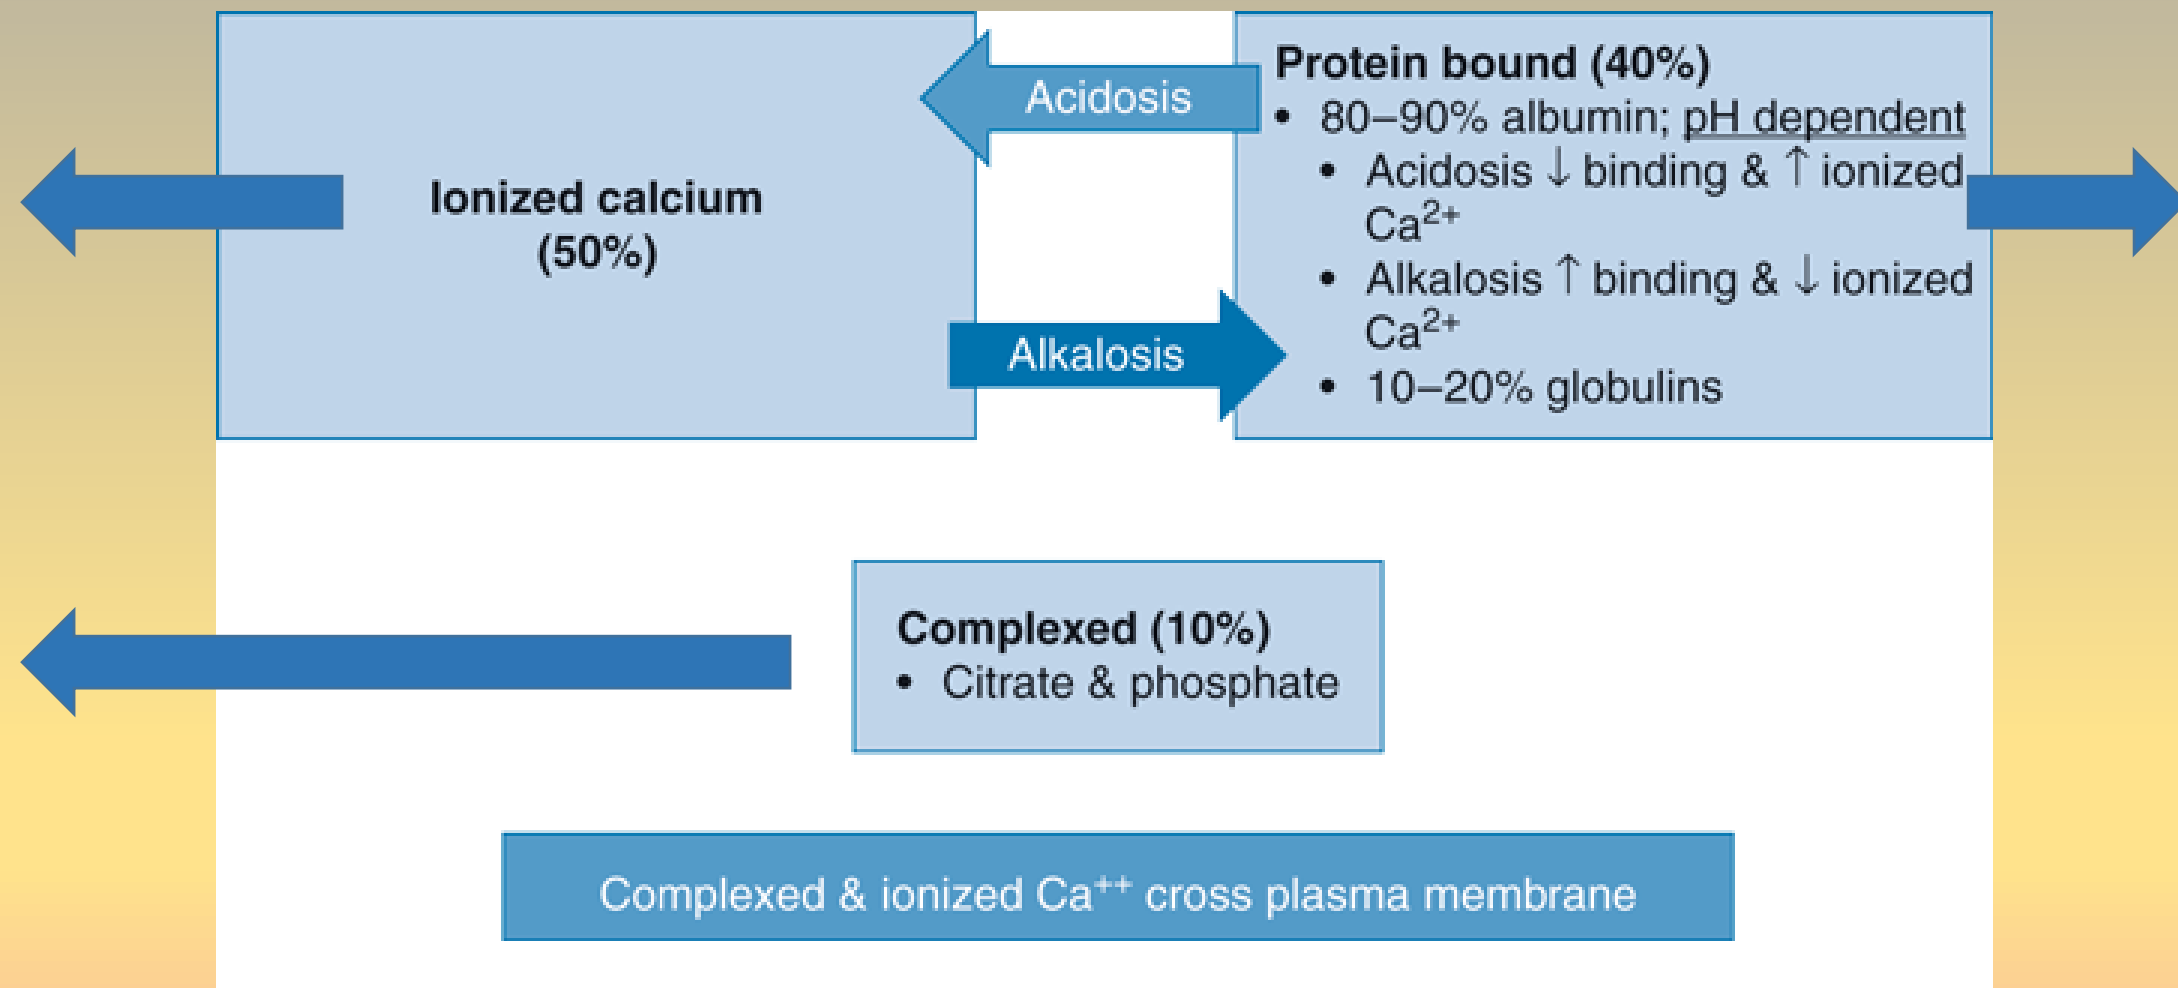 Ionized calcium
(50%)
Acidosis
Alkalosis
Protein bound (40%)
• 80–90% albumin; pH dependent
• Acidosis ↓ binding & ↑ ionized
Ca²⁺
• Alkalosis ↑ binding & ↓ ionized
Ca²⁺
• 10–20% globulins
Complexed (10%)
• Citrate & phosphate
Complexed & ionized Ca⁺⁺ cross plasma membrane